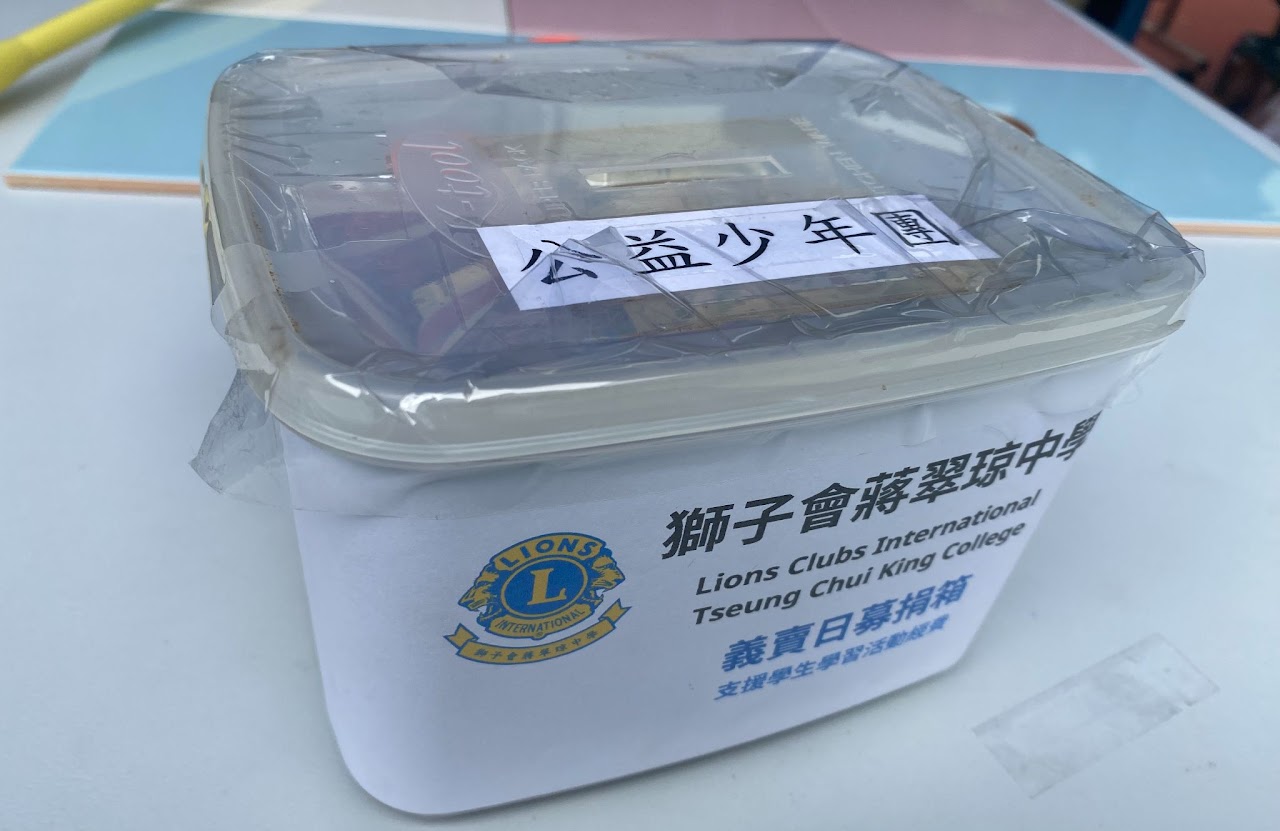 公益少年團
獅子會蔣翠琼中學
Lions Clubs International
Tseung Chui King College
義賣日募捐箱
支援學生學習活動經費
LIONS
L
INTERNATIONAL
獅子會蔣翠琼中學